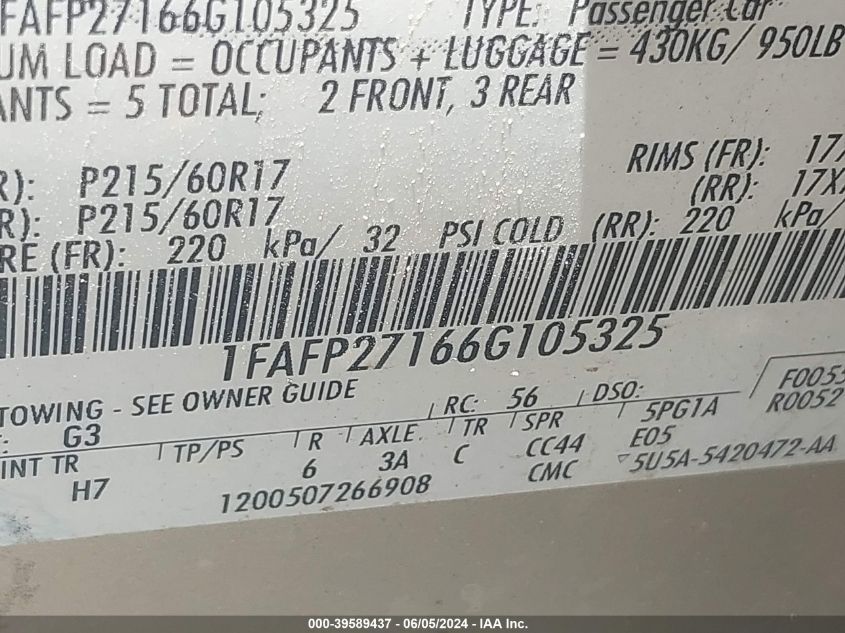 FAFP27166G105325 TYPE: Passenger Car
UM LOAD = OCCUPANTS + LUGGAGE = 430KG/ 950LB
ANTS = 5 TOTAL; 2 FRONT, 3 REAR
R): P215/60R17 RIMS (FR): 17
R): P215/60R17 (RR): 17X
RE (FR): 220 kPa/ 32 PSI COLD (RR): 220 kPa/
1FAFP27166G105325
TOWING - SEE OWNER GUIDE RC: 56 DSO: F0055
: G3 5PG1A R0052
INT TR TP/PS R AXLE TR SPR E05
H7 6 3A C CC44 5U5A-5420472-AA
1200507266908 CMC
000-39589437 - 06/05/2024 - IAA Inc.